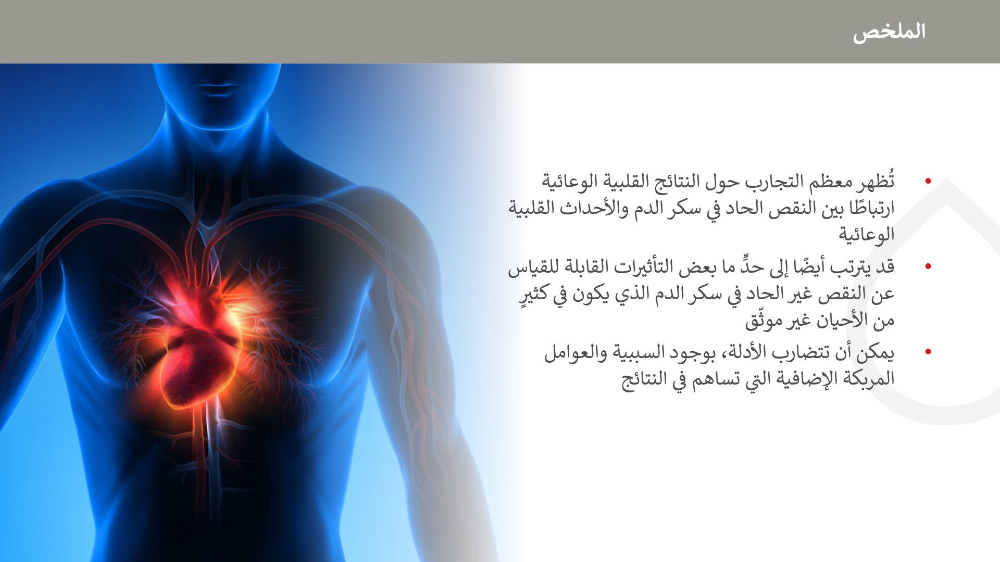 الملخص
• تُظهر معظم التجارب حول النتائج القلبية الوعائية
ارتباطًا بين النقص الحاد في سكر الدم والأحداث القلبية
الوعائية
• قد يترتب أيضًا إلى حدٍّ ما بعض التأثيرات القابلة للقياس
عن النقص غير الحاد في سكر الدم الذي يكون في كثيرٍ
من الأحيان غير موثّق
• يمكن أن تتضارب الأدلة، بوجود السببية والعوامل
المربكة الإضافية التي تساهم في النتائج